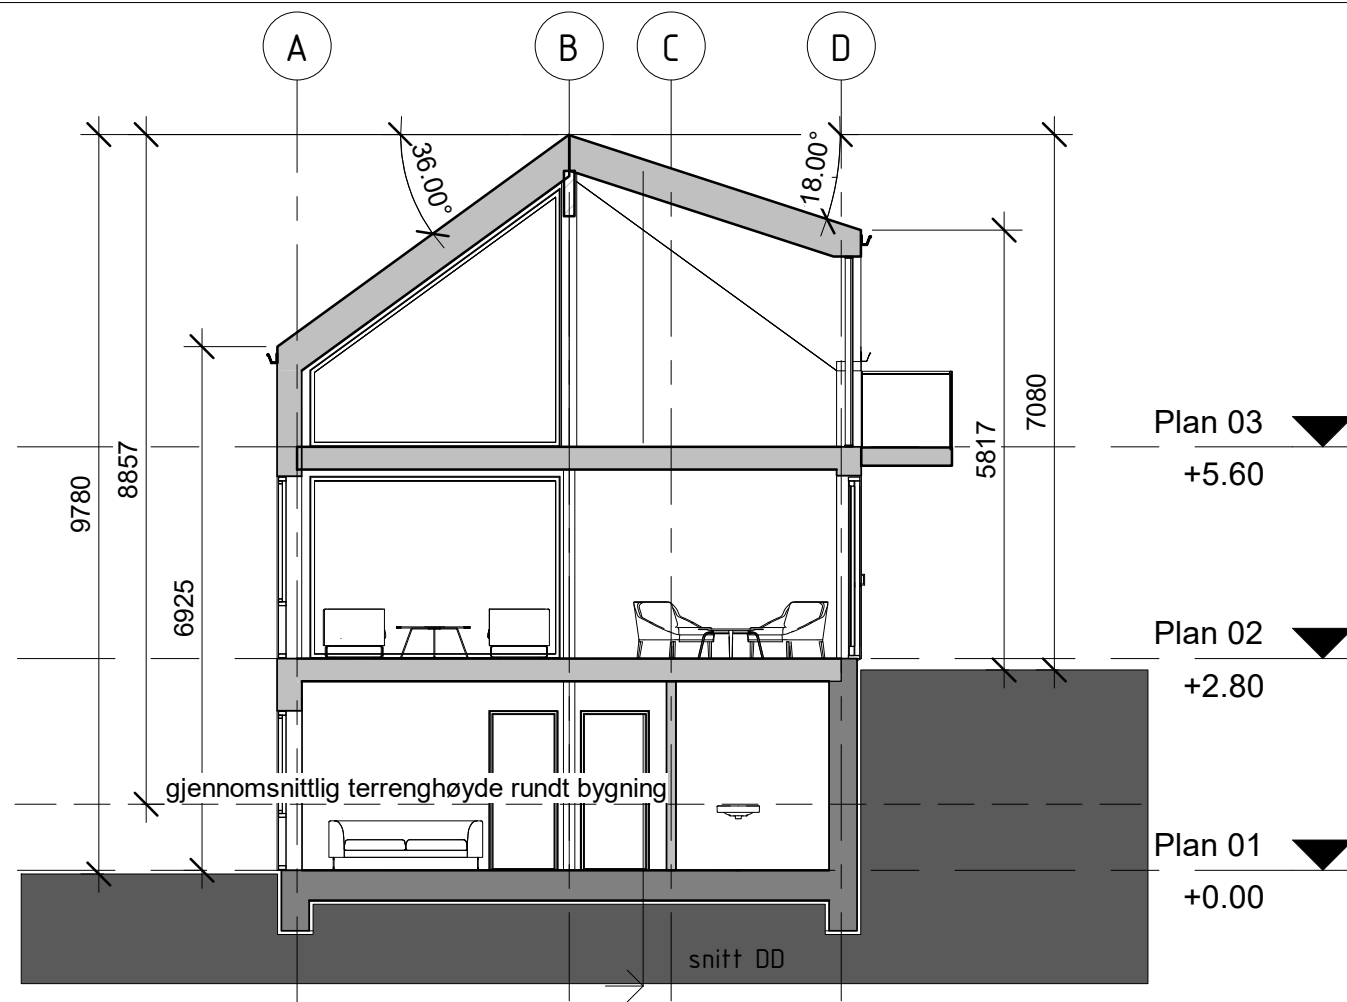 A
B
C
D
36.00°
18.00°
9780
8857
6925
5817
7080
Plan 03
+5.60
Plan 02
+2.80
gjennomsnittlig terrenghøyde rundt bygning
Plan 01
+0.00
snitt DD